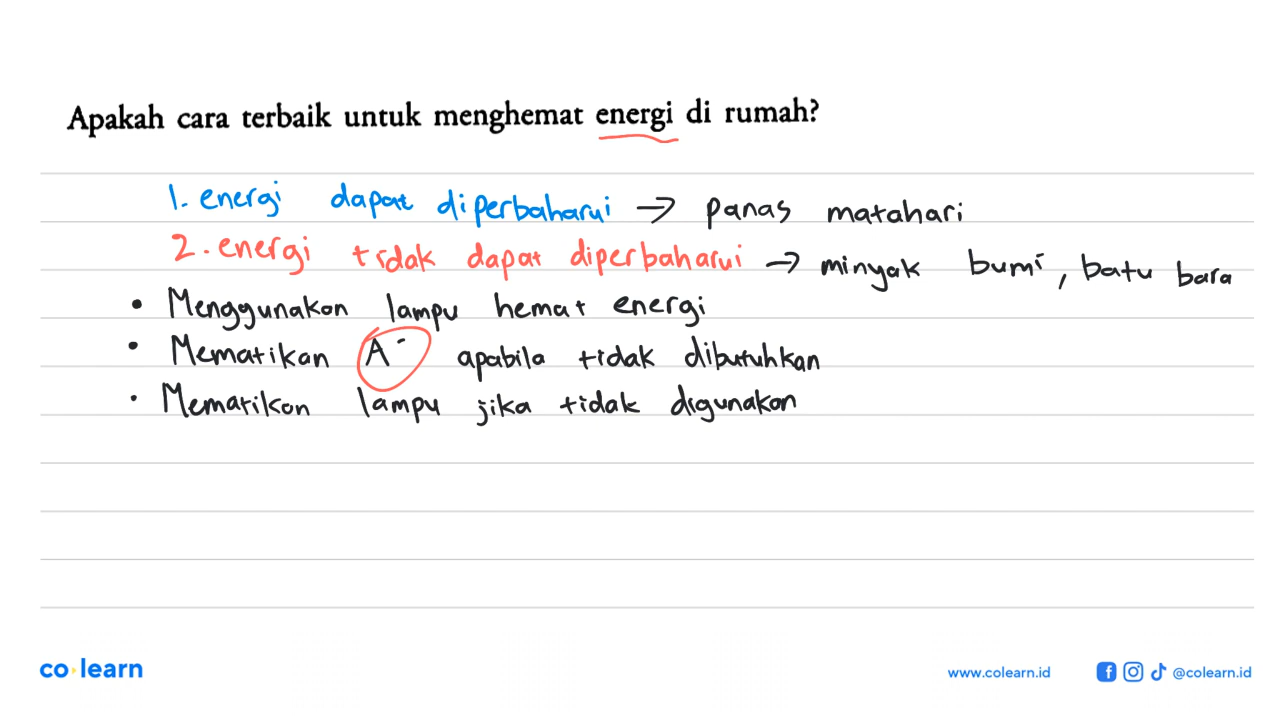 Apakah cara terbaik untuk menghemat energi di rumah?
1. energi dapat diperbaharui → panas matahari
2. energi tidak dapat diperbaharui → minyak bumi, batu bara
• Menggunakan lampu hemat energi
• Mematikan A apabila tidak dibutuhkan
• Mematikan lampu jika tidak digunakan
co learn
www.colearn.id @colearn.id